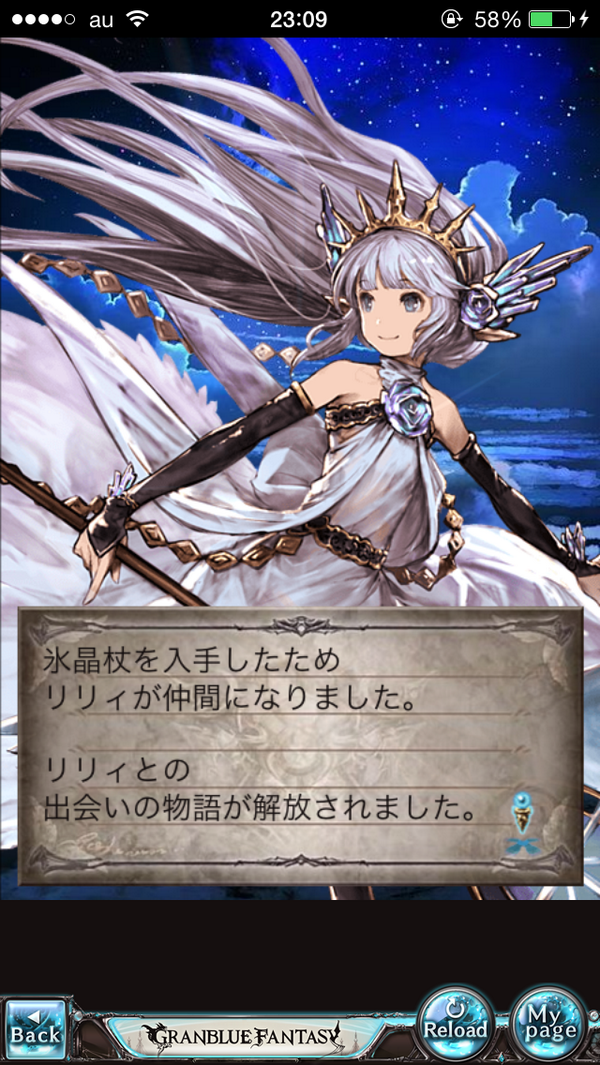 au 23:09 58%
氷晶杖を入手したため
リリィが仲間になりました。
リリィとの
出会いの物語が解放されました。
Back
GRANBLUE FANTASY
Reload
My
page